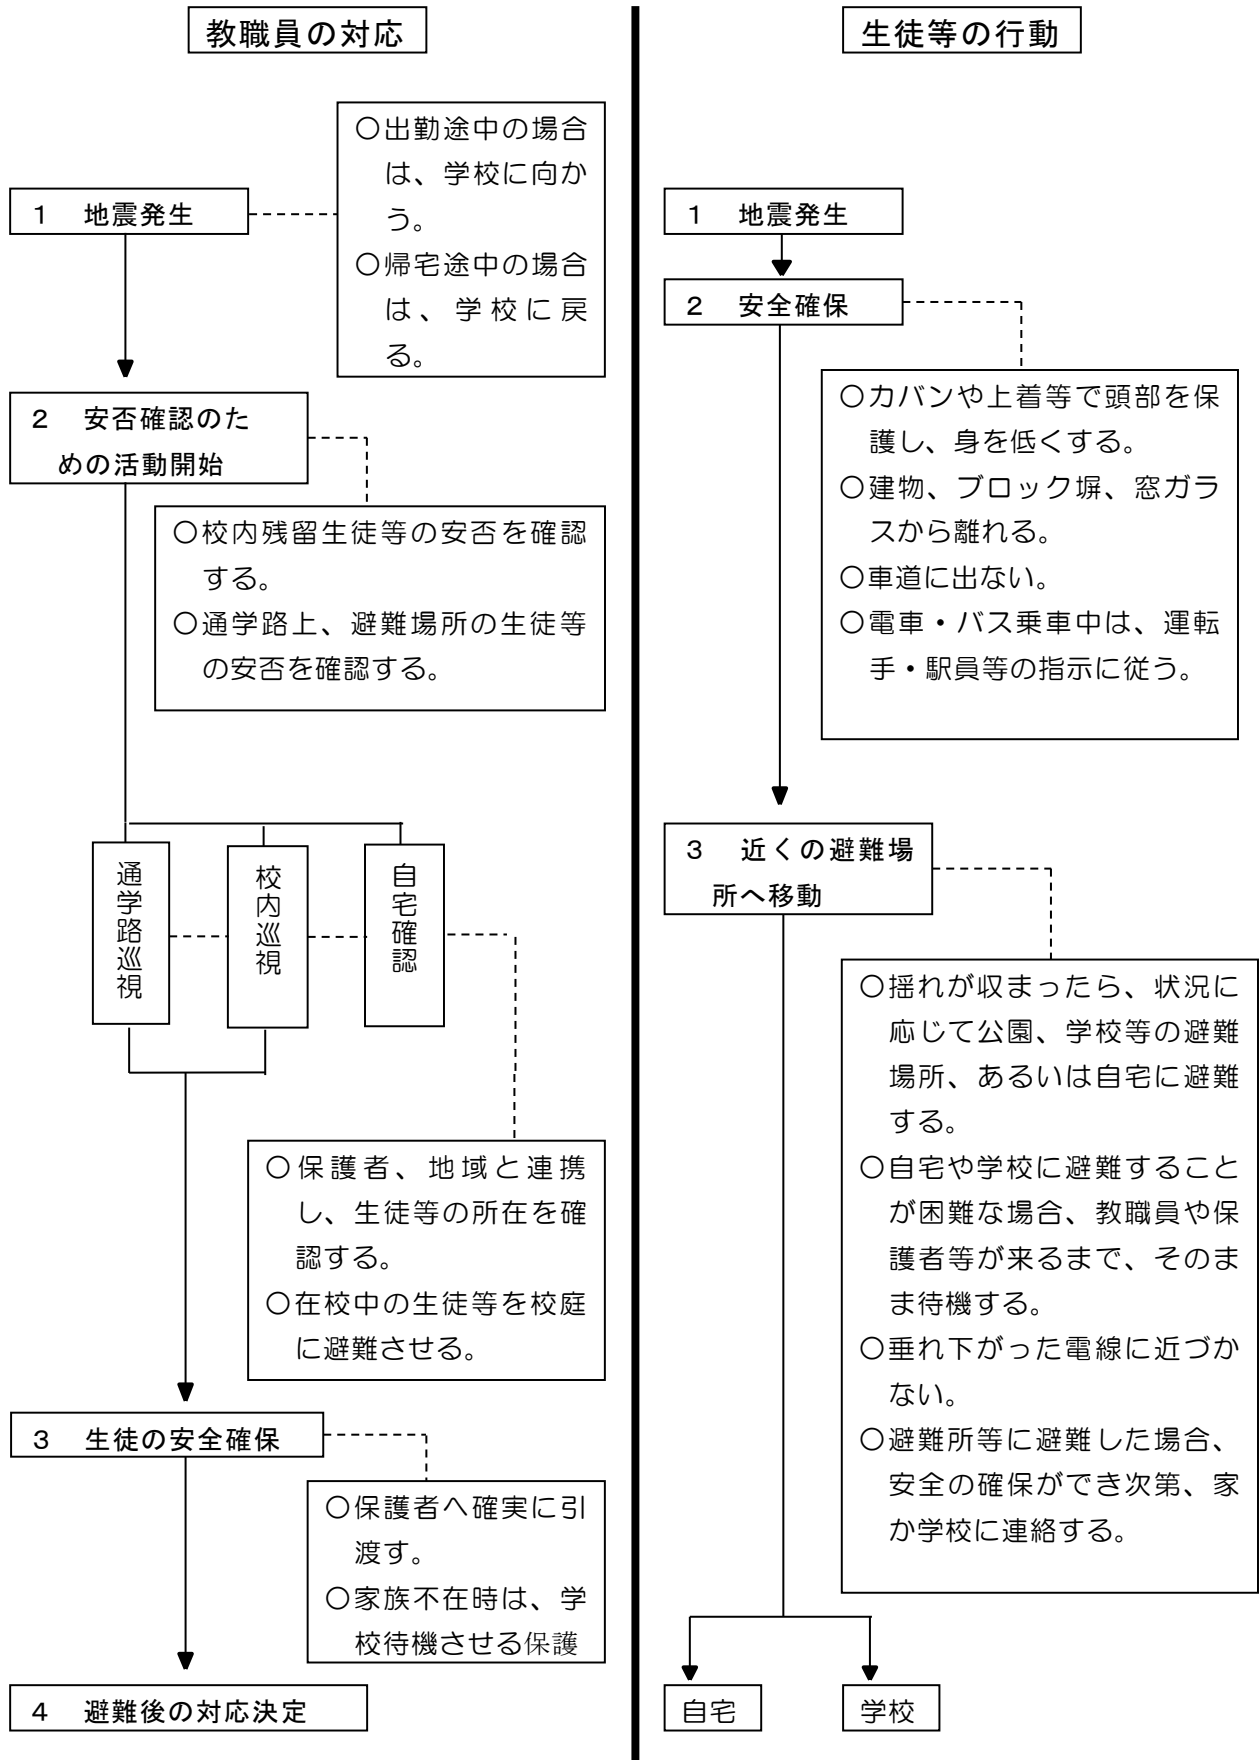 教職員の対応
○出勤途中の場合
は、学校に向か
う。
○帰宅途中の場合
は、学校に戻
る。
1 地震発生
2 安否確認のた
めの活動開始
○校内残留生徒等の安否を確認
する。
○通学路上、避難場所の生徒等
の安否を確認する。
通学路巡視
校内巡視
自宅確認
○保護者、地域と連携
し、生徒等の所在を確
認する。
○在校中の生徒等を校庭
に避難させる。
3 生徒の安全確保
○保護者へ確実に引
渡す。
○家族不在時は、学
校待機させる保護
4 避難後の対応決定
生徒等の行動
1 地震発生
2 安全確保
○カバンや上着等で頭部を保
護し、身を低くする。
○建物、ブロック塀、窓ガラ
スから離れる。
○車道に出ない。
○電車・バス乗車中は、運転
手・駅員等の指示に従う。
3 近くの避難場
所へ移動
○揺れが収まったら、状況に
応じて公園、学校等の避難
場所、あるいは自宅に避難
する。
○自宅や学校に避難すること
が困難な場合、教職員や保
護者等が来るまで、そのま
ま待機する。
○垂れ下がった電線に近づか
ない。
○避難所等に避難した場合、
安全の確保ができ次第、家
か学校に連絡する。
自宅
学校